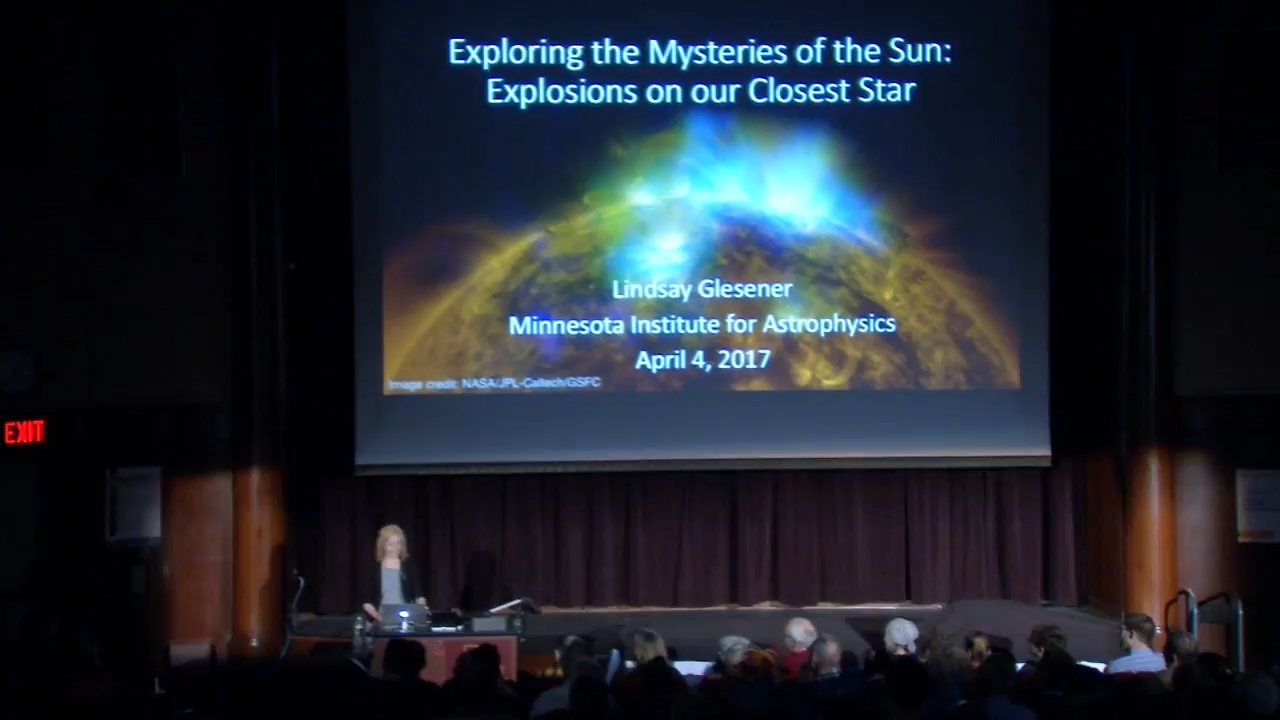 Exploring the Mysteries of the Sun:
Explosions on our Closest Star
Lindsay Glesener
Minnesota Institute for Astrophysics
April 4, 2017
Image credit: NASA/JPL-Caltech/GSFC
EXIT